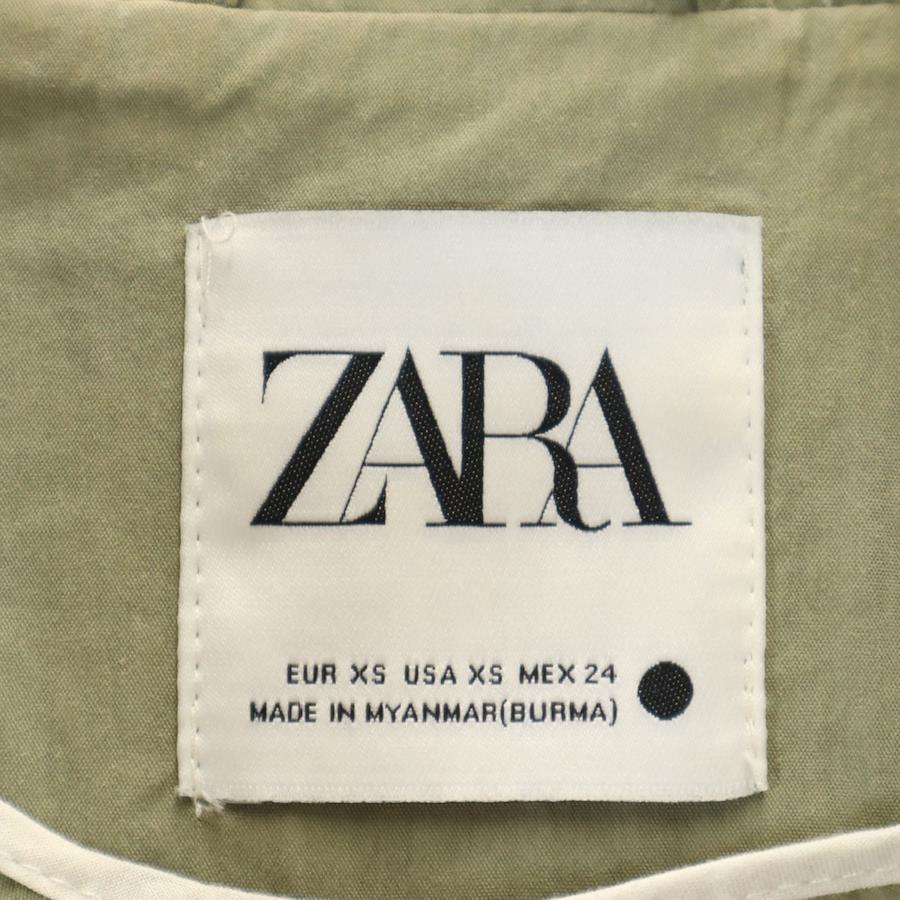 ZARA
EUR XS USA XS MEX 24
MADE IN MYANMAR(BURMA)